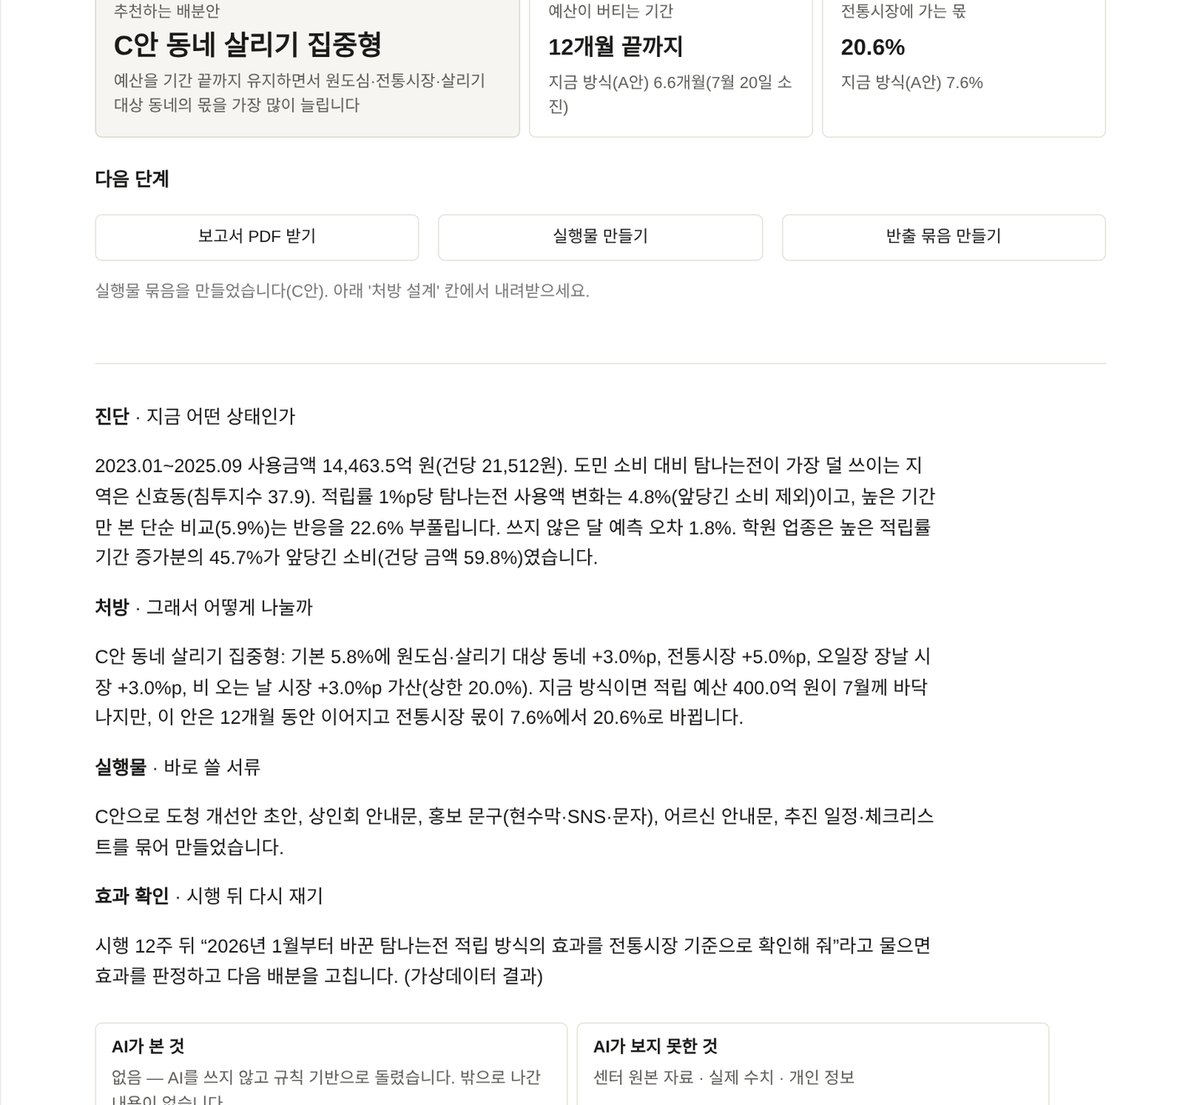 추천하는 배분안
C안 동네 살리기 집중형
예산을 기간 끝까지 유지하면서 원도심·전통시장·살리기
대상 동네의 몫을 가장 많이 늘립니다
예산이 버티는 기간
12개월 끝까지
지금 방식(A안) 6.6개월(7월 20일 소
진)
전통시장에 가는 몫
20.6%
지금 방식(A안) 7.6%
다음 단계
보고서 PDF 받기
실행물 만들기
반출 묶음 만들기
실행물 묶음을 만들었습니다(C안). 아래 '처방 설계' 칸에서 내려받으세요.
진단 · 지금 어떤 상태인가
2023.01~2025.09 사용금액 14,463.5억 원(건당 21,512원). 도민 소비 대비 탐나는전이 가장 덜 쓰이는 지
역은 신효동(침투지수 37.9). 적립률 1%p당 탐나는전 사용액 변화는 4.8%(앞당긴 소비 제외)이고, 높은 기간
만 본 단순 비교(5.9%)는 반응을 22.6% 부풀립니다. 쓰지 않은 달 예측 오차 1.8%. 학원 업종은 높은 적립률
기간 증가분의 45.7%가 앞당긴 소비(건당 금액 59.8%)였습니다.
처방 · 그래서 어떻게 나눌까
C안 동네 살리기 집중형: 기본 5.8%에 원도심·살리기 대상 동네 +3.0%p, 전통시장 +5.0%p, 오일장 장날 시
장 +3.0%p, 비 오는 날 시장 +3.0%p 가산(상한 20.0%). 지금 방식이면 적립 예산 400.0억 원이 7월께 바닥
나지만, 이 안은 12개월 동안 이어지고 전통시장 몫이 7.6%에서 20.6%로 바뀝니다.
실행물 · 바로 쓸 서류
C안으로 도청 개선안 초안, 상인회 안내문, 홍보 문구(현수막·SNS·문자), 어르신 안내문, 추진 일정·체크리스
트를 묶어 만들었습니다.
효과 확인 · 시행 뒤 다시 재기
시행 12주 뒤 “2026년 1월부터 바꾼 탐나는전 적립 방식의 효과를 전통시장 기준으로 확인해 줘”라고 물으면
효과를 판정하고 다음 배분을 고칩니다. (가상데이터 결과)
AI가 본 것
없음 — AI를 쓰지 않고 규칙 기반으로 돌렸습니다. 밖으로 나간
내용이 없습니다
AI가 보지 못한 것
센터 원본 자료 · 실제 수치 · 개인 정보